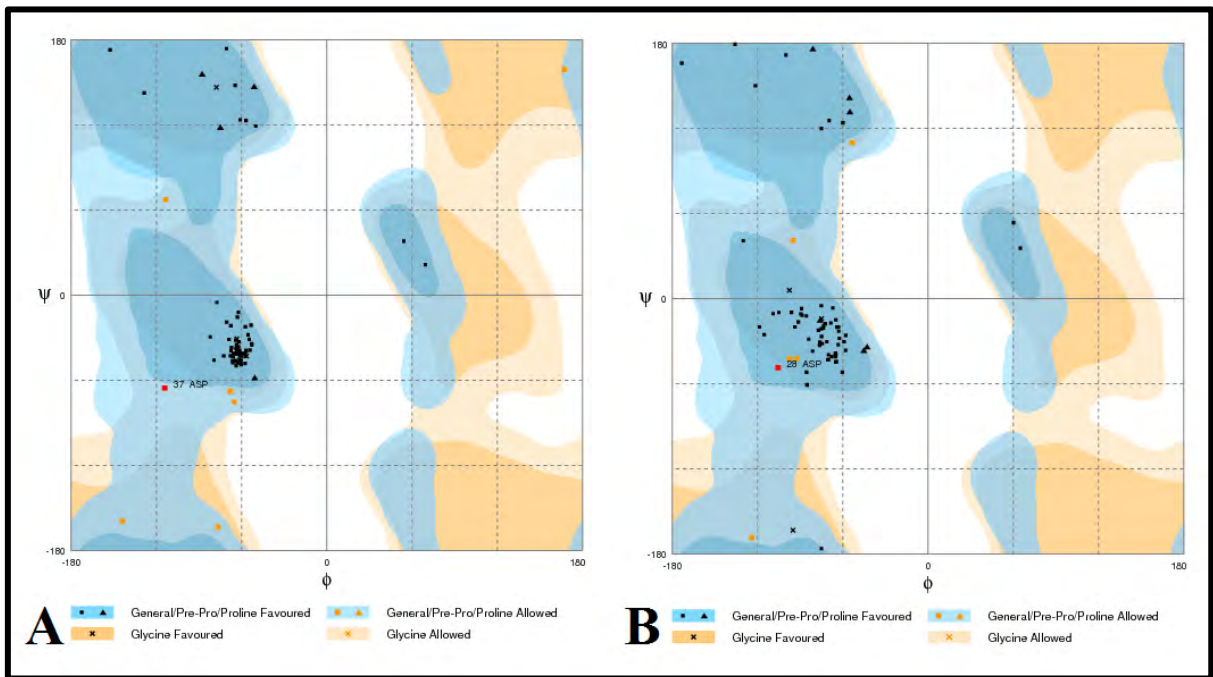 180
ψ 0
37 ASP
-180
-180 0 180
ϕ
A
General/Pre-Pro/Proline Favoured
General/Pre-Pro/Proline Allowed
Glycine Favoured
Glycine Allowed
180
ψ 0
28 ASP
-180
-180 0 180
ϕ
B
General/Pre-Pro/Proline Favoured
General/Pre-Pro/Proline Allowed
Glycine Favoured
Glycine Allowed